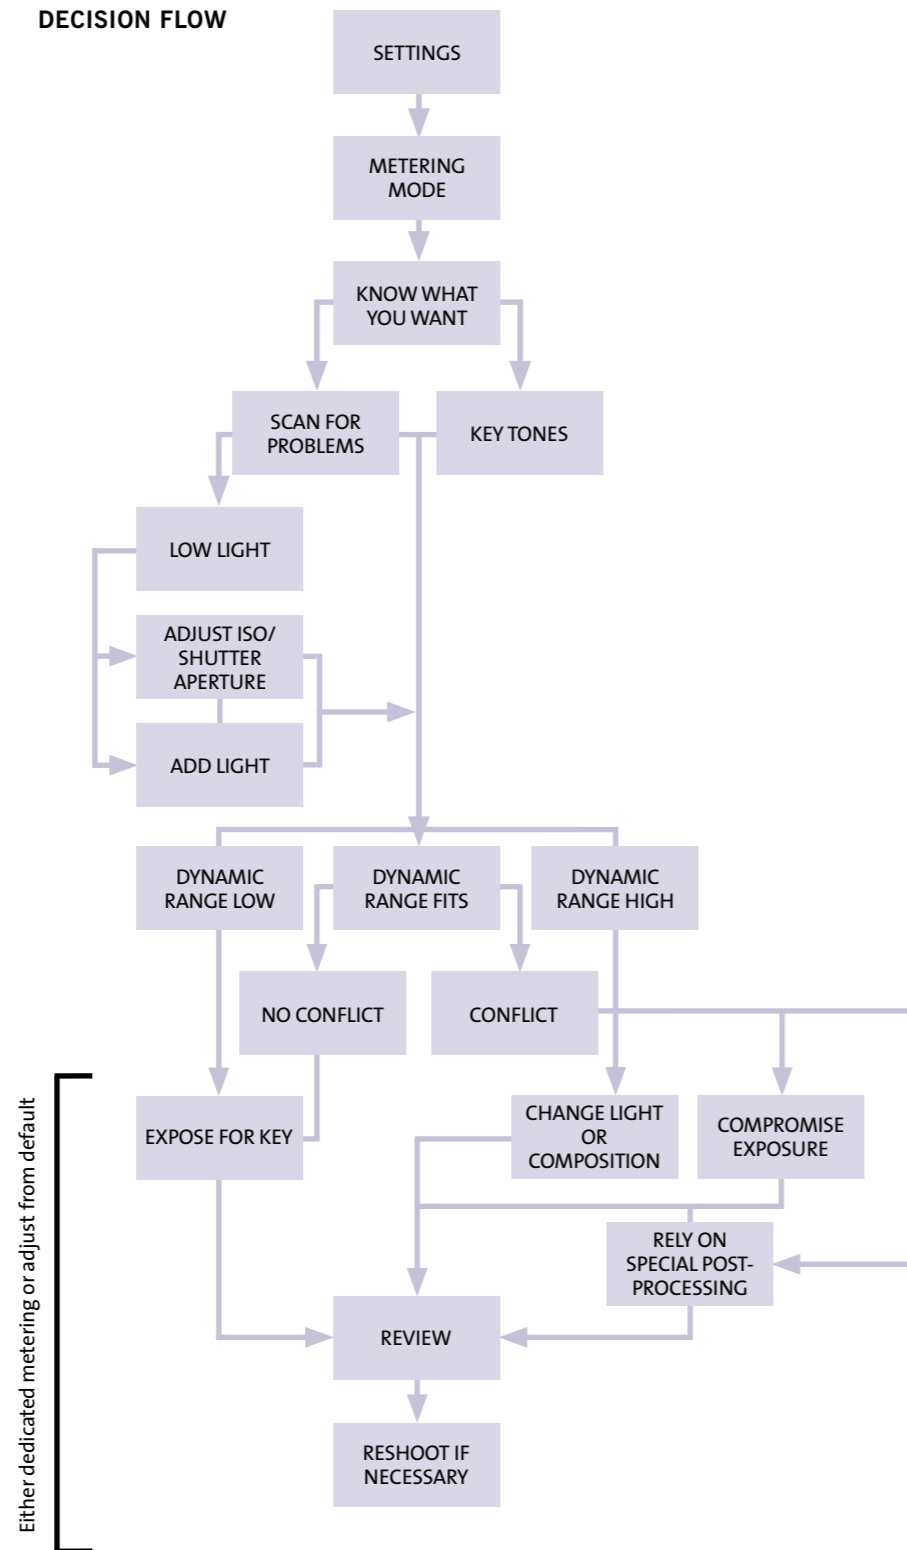 DECISION FLOW
SETTINGS
METERING
MODE
KNOW WHAT
YOU WANT
SCAN FOR
PROBLEMS
KEY TONES
LOW LIGHT
ADJUST ISO/
SHUTTER
APERTURE
ADD LIGHT
DYNAMIC
RANGE LOW
DYNAMIC
RANGE FITS
DYNAMIC
RANGE HIGH
NO CONFLICT
CONFLICT
EXPOSE FOR KEY
CHANGE LIGHT
OR
COMPOSITION
COMPROMISE
EXPOSURE
RELY ON
SPECIAL POST-
PROCESSING
REVIEW
RESHOOT IF
NECESSARY
Either dedicated metering or adjust from default